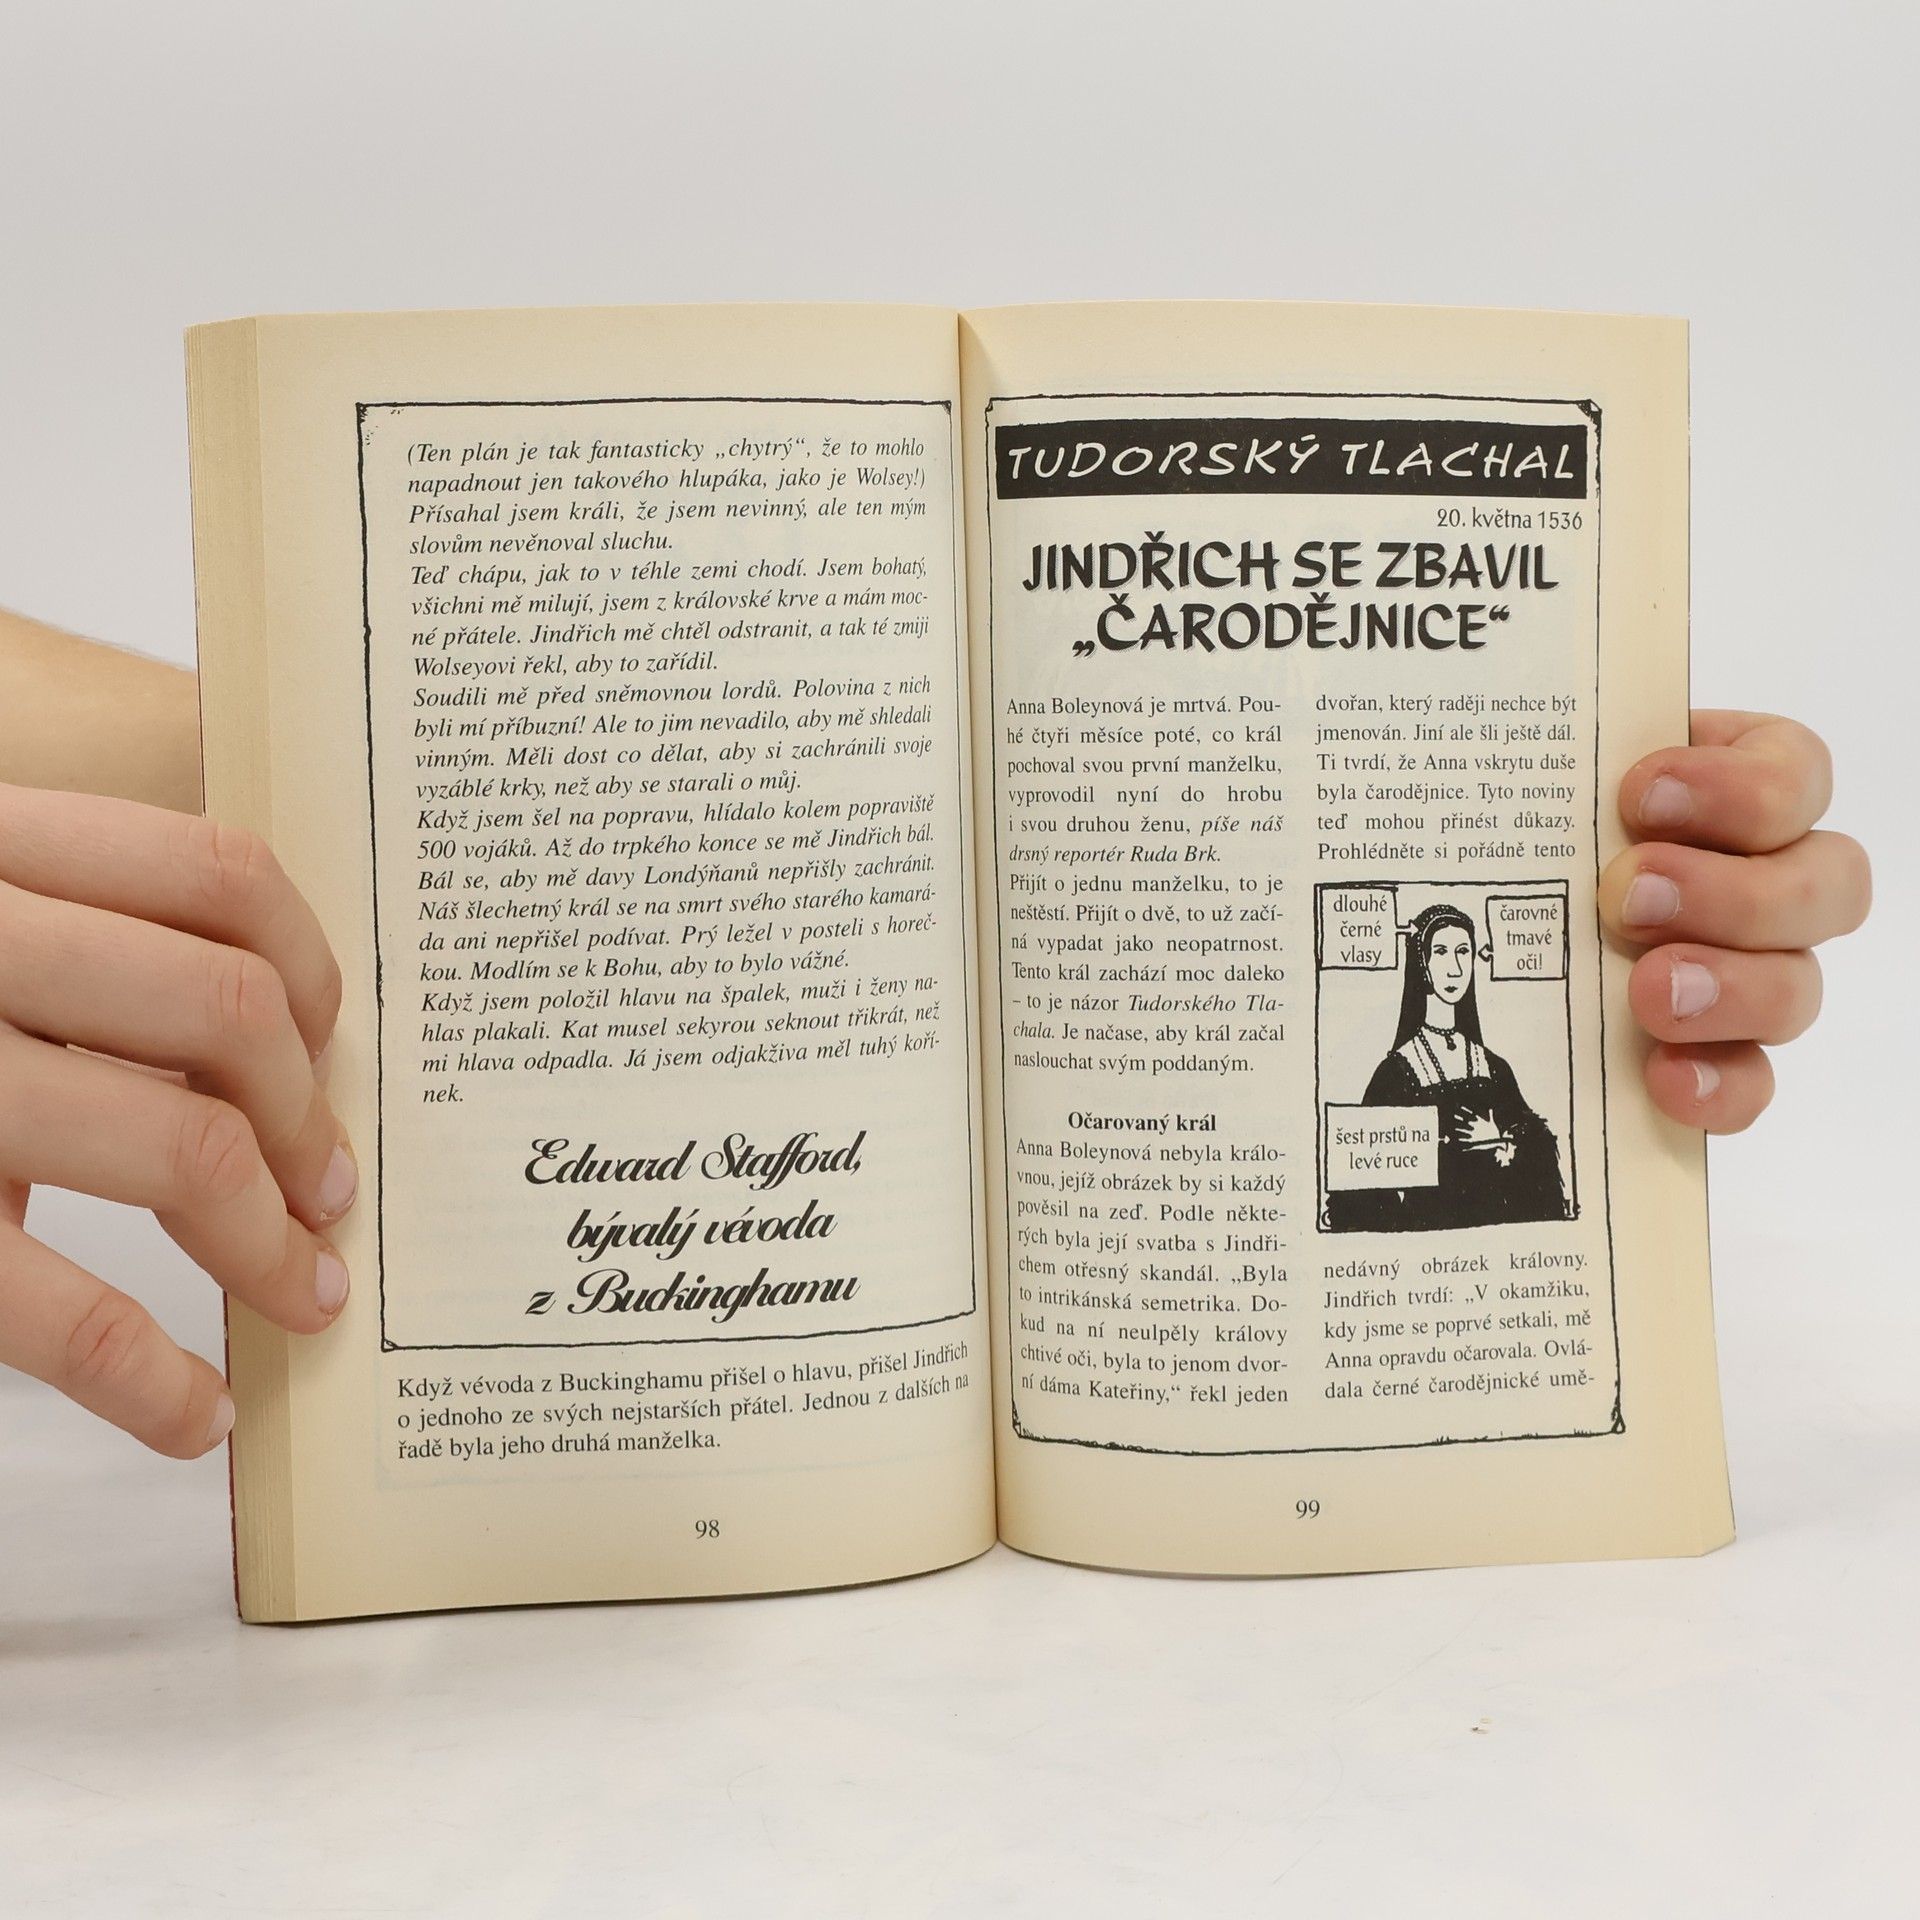 (Ten plán je tak fantasticky „chytrý“, že to mohlo
napadnout jen takového hlupáka, jako je Wolsey!)
Přísahal jsem králi, že jsem nevinný, ale ten mým
slovům nevěnoval sluchu.
Teď chápu, jak to v téhle zemi chodí. Jsem bohatý,
všichni mě milují, jsem z královské krve a mám moc-
né přátele. Jindřich mě chtěl odstranit, a tak té zmiji
Wolseyovi řekl, aby to zařídil.
Soudili mě před sněmovnou lordů. Polovina z nich
byli mí příbuzní! Ale to jim nevadilo, aby mě shledali
vinným. Měli dost co dělat, aby si zachránili svoje
vyzáblé krky, než aby se starali o můj.
Když jsem šel na popravu, hlídalo kolem popraviště
500 vojáků. Až do trpkého konce se mě Jindřich bál.
Bál se, aby mě davy Londýňanů nepřišly zachránit.
Náš šlechetný král se na smrt svého starého kamará-
da ani nepřišel podívat. Prý ležel v posteli s horeč-
kou. Modlím se k Bohu, aby to bylo vážné.
Když jsem položil hlavu na špalek, muži i ženy na-
hlas plakali. Kat musel sekyrou seknout třikrát, než
mi hlava odpadla. Já jsem odjakživa měl tuhý koří-
nek.
Edward Stafford,
bývalý vévoda
z Buckinghamu
Když vévoda z Buckinghamu přišel o hlavu, přišel Jindřich
o jednoho ze svých nejstarších přátel. Jednou z dalších na
řadě byla jeho druhá manželka.
98
TUDORSKÝ TLACHAL
20. května 1536
JINDŘICH SE ZBAVIL
„ČARODĚJNICE“
Anna Boleynová je mrtvá. Pou-
hé čtyři měsíce poté, co král
pochoval svou první manželku,
vyprovodil nyní do hrobu
i svou druhou ženu, píše náš
drsný reportér Ruda Brk.
Přijít o jednu manželku, to je
neštěstí. Přijít o dvě, to už začí-
ná vypadat jako neopatrnost.
Tento král zachází moc daleko
– to je názor Tudorského Tla-
chala. Je načase, aby král začal
naslouchat svým poddaným.
Očarovaný král
Anna Boleynová nebyla králo-
vnou, jejíž obrázek by si každý
pověsil na zeď. Podle někte-
rých byla její svatba s Jindři-
chem otřesný skandál. „Byla
to intrikánská semetrika. Do-
kud na ní neulpěly královy
chtivé oči, byla to jenom dvor-
ní dáma Kateřiny,“ řekl jeden
dvořan, který raději nechce být
jmenován. Jiní ale šli ještě dál.
Ti tvrdí, že Anna vskrytu duše
byla čarodějnice. Tyto noviny
teď mohou přinést důkazy.
Prohlédněte si pořádně tento
dlouhé
černé
vlasy
čarovné
tmavé
oči!
šest prstů na
levé ruce
nedávný obrázek královny.
Jindřich tvrdí: „V okamžiku,
kdy jsme se poprvé setkali, mě
Anna opravdu očarovala. Ovlá-
dala černé čarodějnické umě-
99